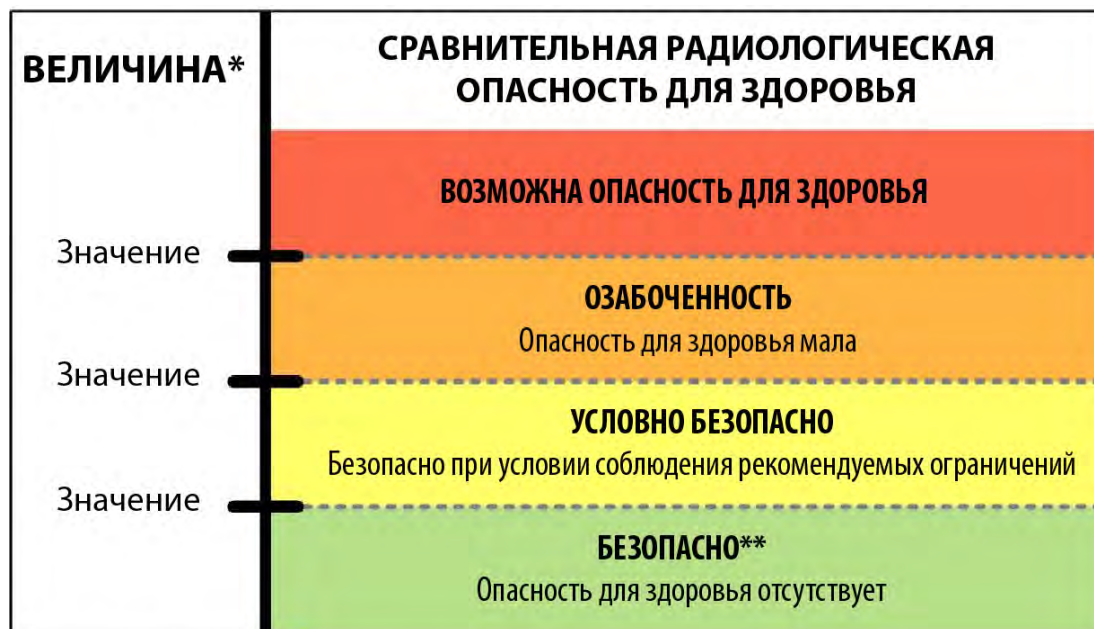 ВЕЛИЧИНА*
СРАВНИТЕЛЬНАЯ РАДИОЛОГИЧЕСКАЯ
ОПАСНОСТЬ ДЛЯ ЗДОРОВЬЯ
ВОЗМОЖНА ОПАСНОСТЬ ДЛЯ ЗДОРОВЬЯ
Значение
ОЗАБОЧЕННОСТЬ
Опасность для здоровья мала
Значение
УСЛОВНО БЕЗОПАСНО
Безопасно при условии соблюдения рекомендуемых ограничений
Значение
БЕЗОПАСНО**
Опасность для здоровья отсутствует